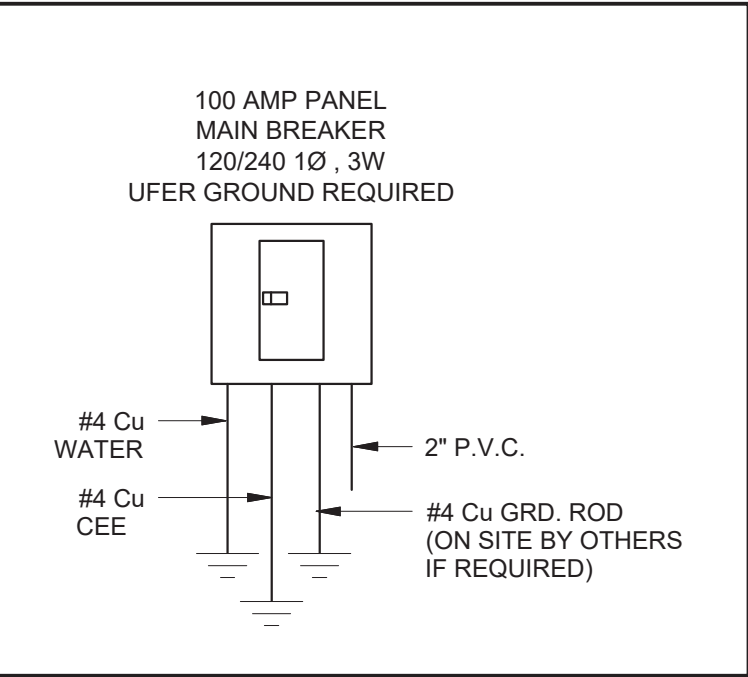 100 AMP PANEL
MAIN BREAKER
120/240 1Ø , 3W
UFER GROUND REQUIRED
#4 Cu
WATER
2" P.V.C.
#4 Cu
CEE
#4 Cu GRD. ROD
(ON SITE BY OTHERS
IF REQUIRED)